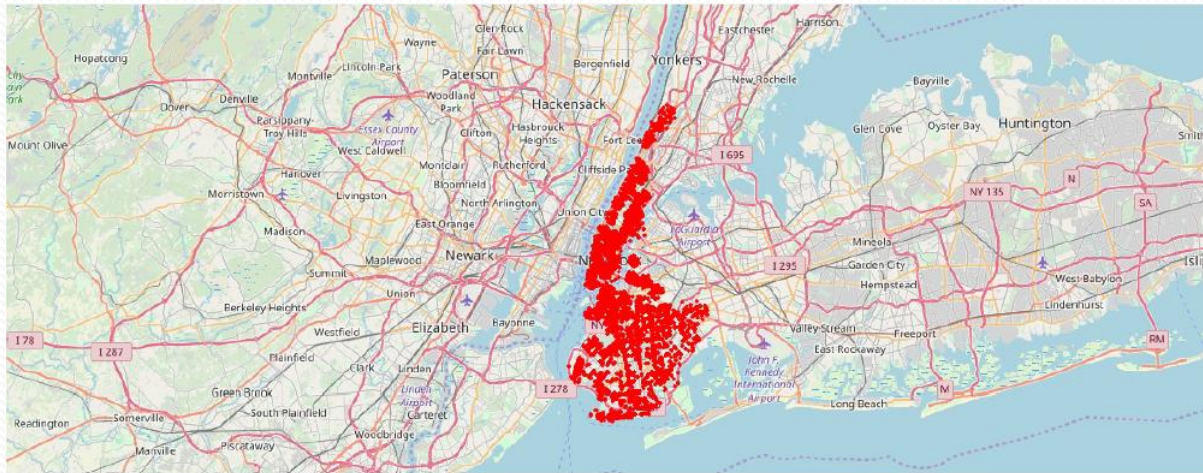 Hopatcong
Glen Rock
Eastchester
Harrison
Wayne
Fair Lawn
Lincoln Park
Bergenfield
Yonkers
Montville
Paterson
New Rochelle
Bayville
Dover
Denville
Woodland Park
Hackensack
Parsippany-
Troy Hills
Essex County
Airport
Clifton
Hasbrouck
Heights
Fort Lee
Glen Cove
Oyster Bay
Huntington
Mount Olive
West Caldwell
I 695
Hanover
Montclair
Rutherford
Cliffside
N
NY 135
Morristown
Livingston
Bloomfield
North Arlington
SA
Union City
Madison
East Orange
LaGuardia
Airport
Mineola
Maplewood
Newark
I 295
Garden City
Summit
Union
Hempstead
West Babylon
Berkeley Heights
Lindenhurst
Elizabeth
Bayonne
NY
Valley Stream
Freeport
I 78
I 287
Westfield
East Rockaway
RM
Plainfield
Clark
Linden
John F.
Kennedy
International
Airport
Green Brook
Linden
Airport
I 278
M
Somerville
South Plainfield
Carteret
Long Beach
Readington
Woodbridge
Manville
Piscataway